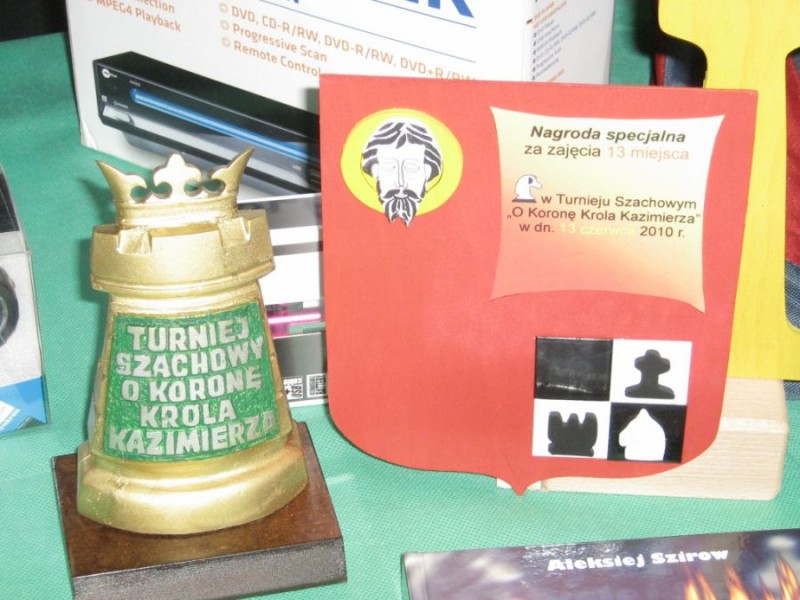 MPEG4 Playback
DVD, CD-R/RW, DVD-R/RW, DVD+R/RW
Progressive Scan
Remote Control
Nagroda specjalna
za zajęcia 13 miejsca
w Turnieju Szachowym
„O Koronę Krola Kazimierza"
w dn. 13 czerwca 2010 r.
TURNIEJ
SZACHOWY
O KORONĘ
KRÓLA
KAZIMIERZA
Aleksiej Szirow